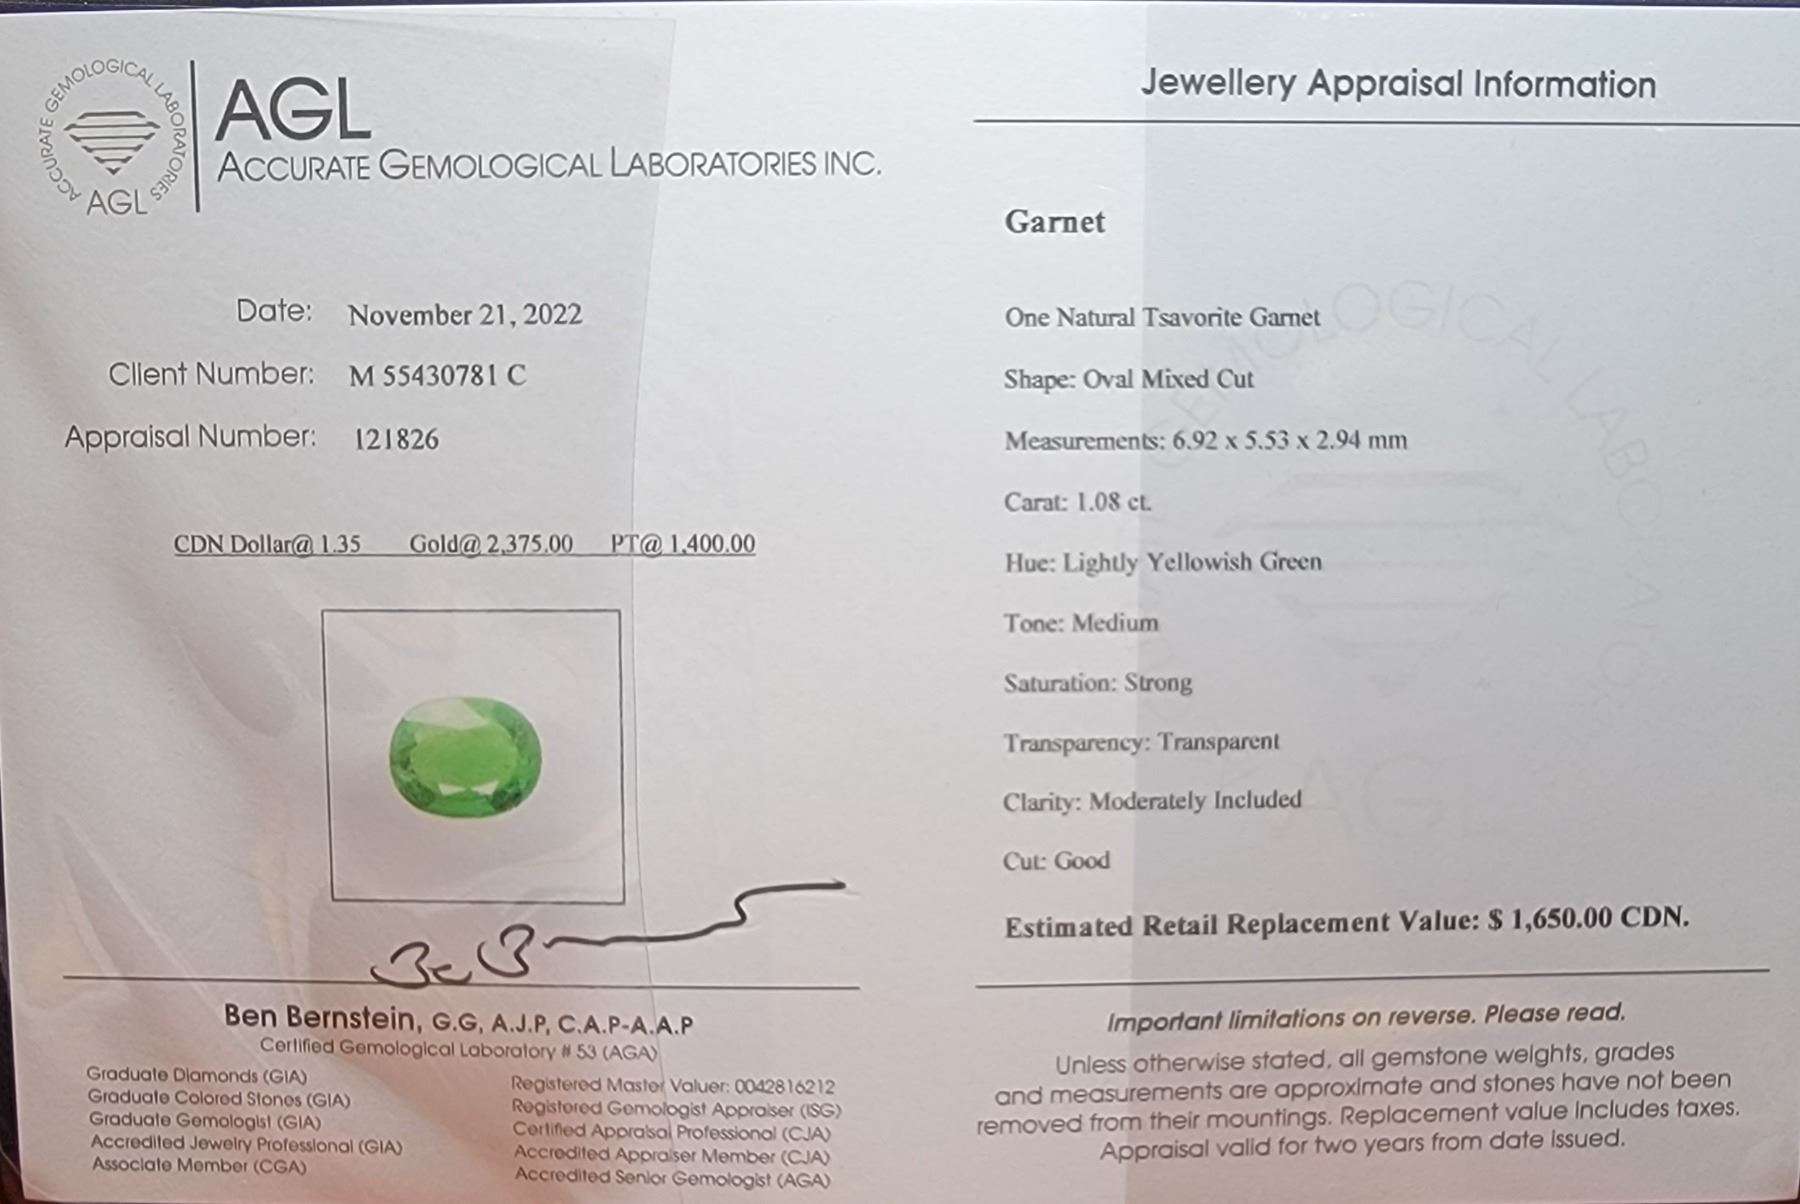 ACCURATE GEMOLOGICAL LABORATORIES
AGL
AGL
ACCURATE GEMOLOGICAL LABORATORIES INC.
Date: November 21, 2022
Client Number: M 55430781 C
Appraisal Number: 121826
CDN Dollar@ 1.35 Gold@ 2,375.00 PT@ 1,400.00
Ben Bernstein, G.G, A.J.P, C.A.P-A.A.P
Certified Gemological Laboratory # 53 (AGA)
Graduate Diamonds (GIA)
Graduate Colored Stones (GIA)
Graduate Gemologist (GIA)
Accredited Jewelry Professional (GIA)
Associate Member (CGA)
Registered Master Valuer: 0042816212
Registered Gemologist Appraiser (ISG)
Certified Appraisal Professional (CJA)
Accredited Appraiser Member (CJA)
Accredited Senior Gemologist (AGA)
Jewellery Appraisal Information
Garnet
One Natural Tsavorite Garnet
Shape: Oval Mixed Cut
Measurements: 6.92 x 5.53 x 2.94 mm
Carat: 1.08 ct.
Hue: Lightly Yellowish Green
Tone: Medium
Saturation: Strong
Transparency: Transparent
Clarity: Moderately Included
Cut: Good
Estimated Retail Replacement Value: $ 1,650.00 CDN.
Important limitations on reverse. Please read.
Unless otherwise stated, all gemstone weights, grades
and measurements are approximate and stones have not been
removed from their mountings. Replacement value includes taxes.
Appraisal valid for two years from date issued.